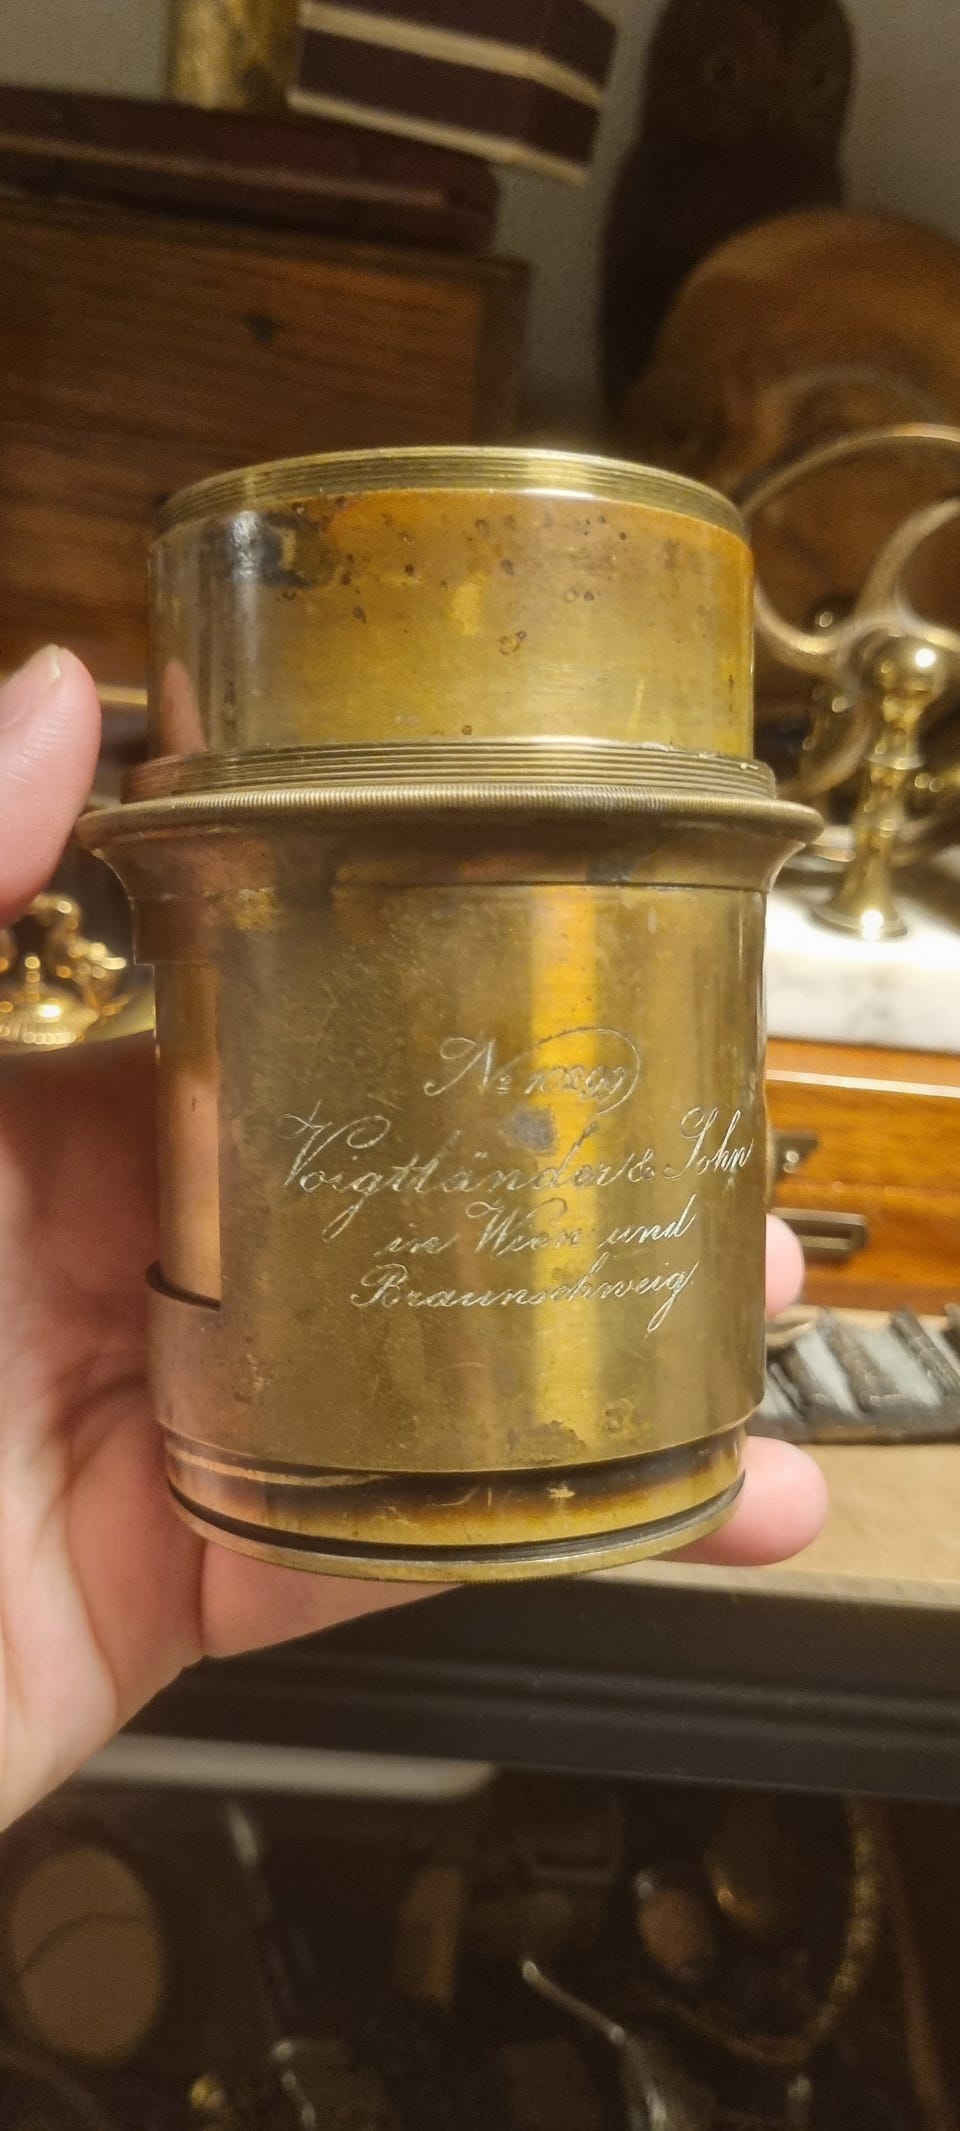 Nº
Voigtländer & Sohn
in Wien und
Braunschweig